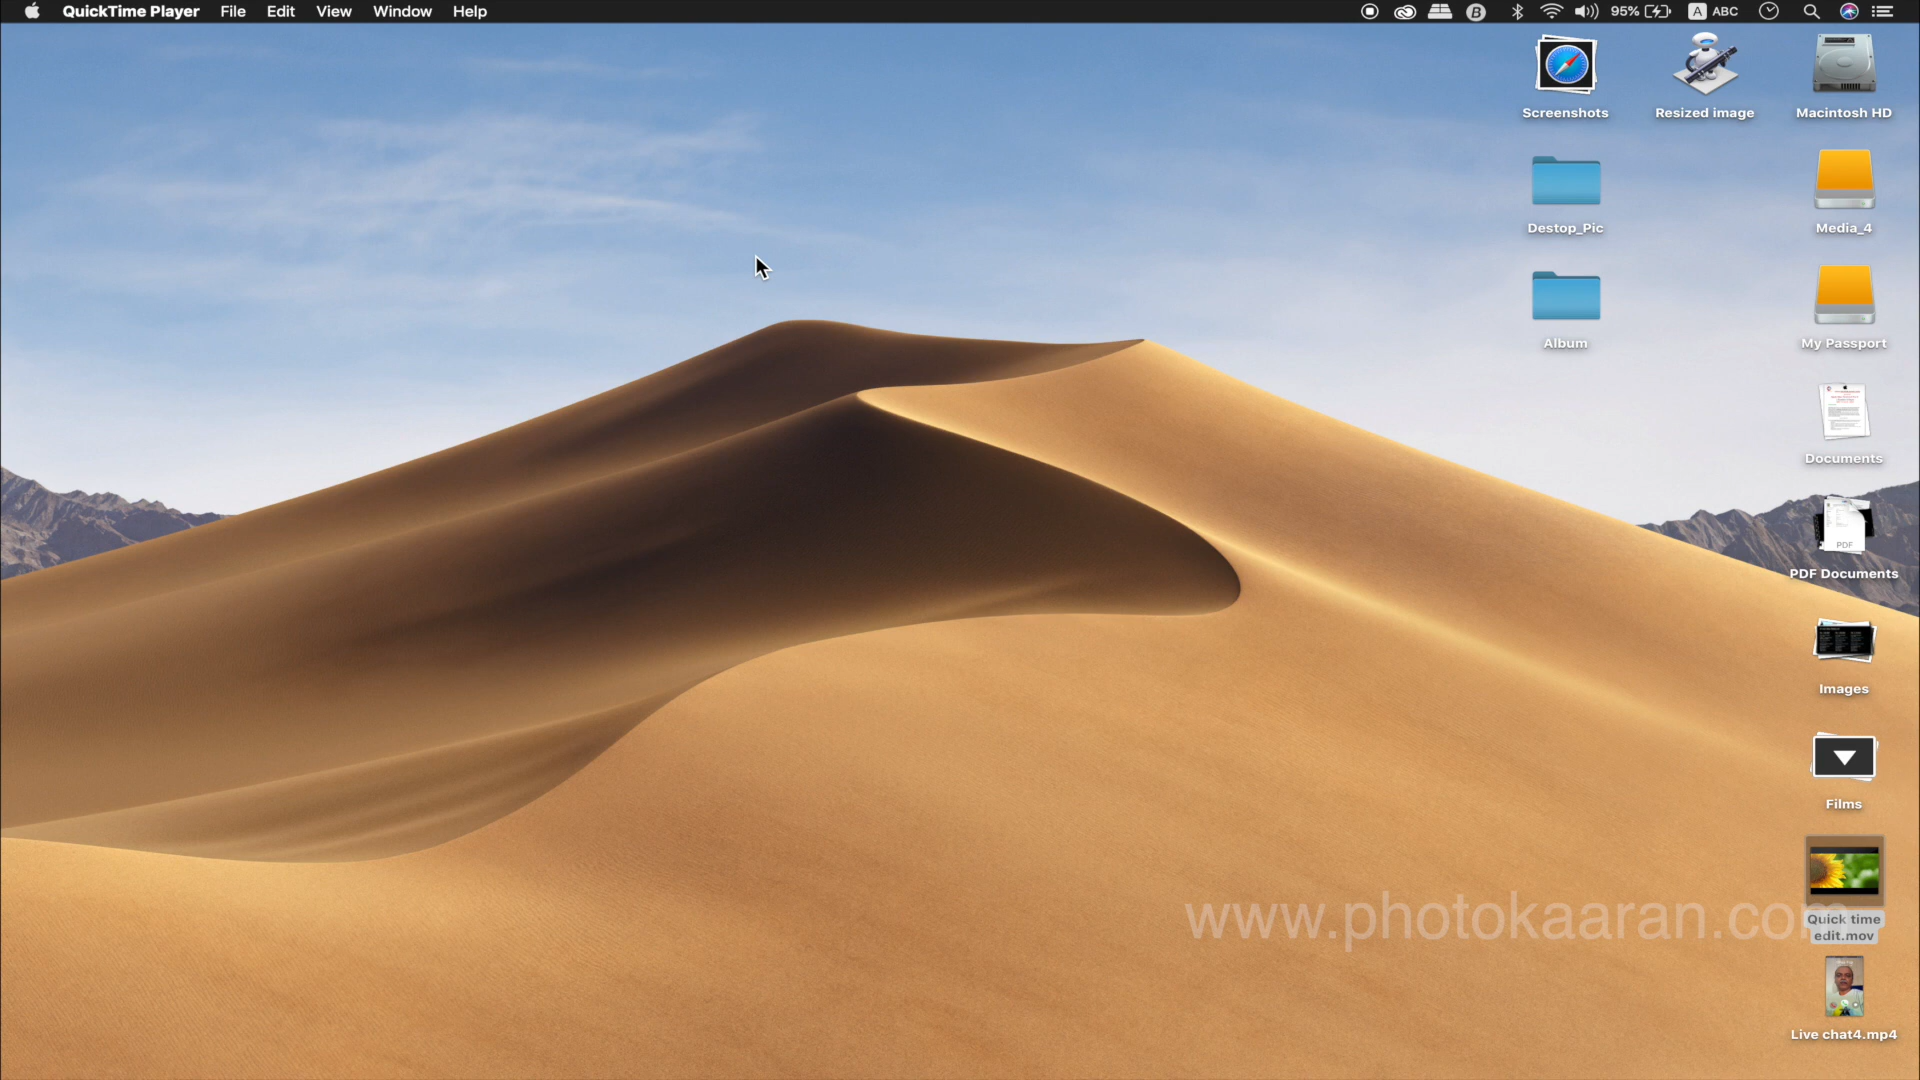 QuickTime Player File Edit View Window Help 95% A ABC
Screenshots Resized image Macintosh HD
Destop_Pic Media_4
Album My Passport
Documents
PDF
PDF Documents
Images
Films
www.photokaaran.com
Quick time
edit.mov
Live chat4.mp4